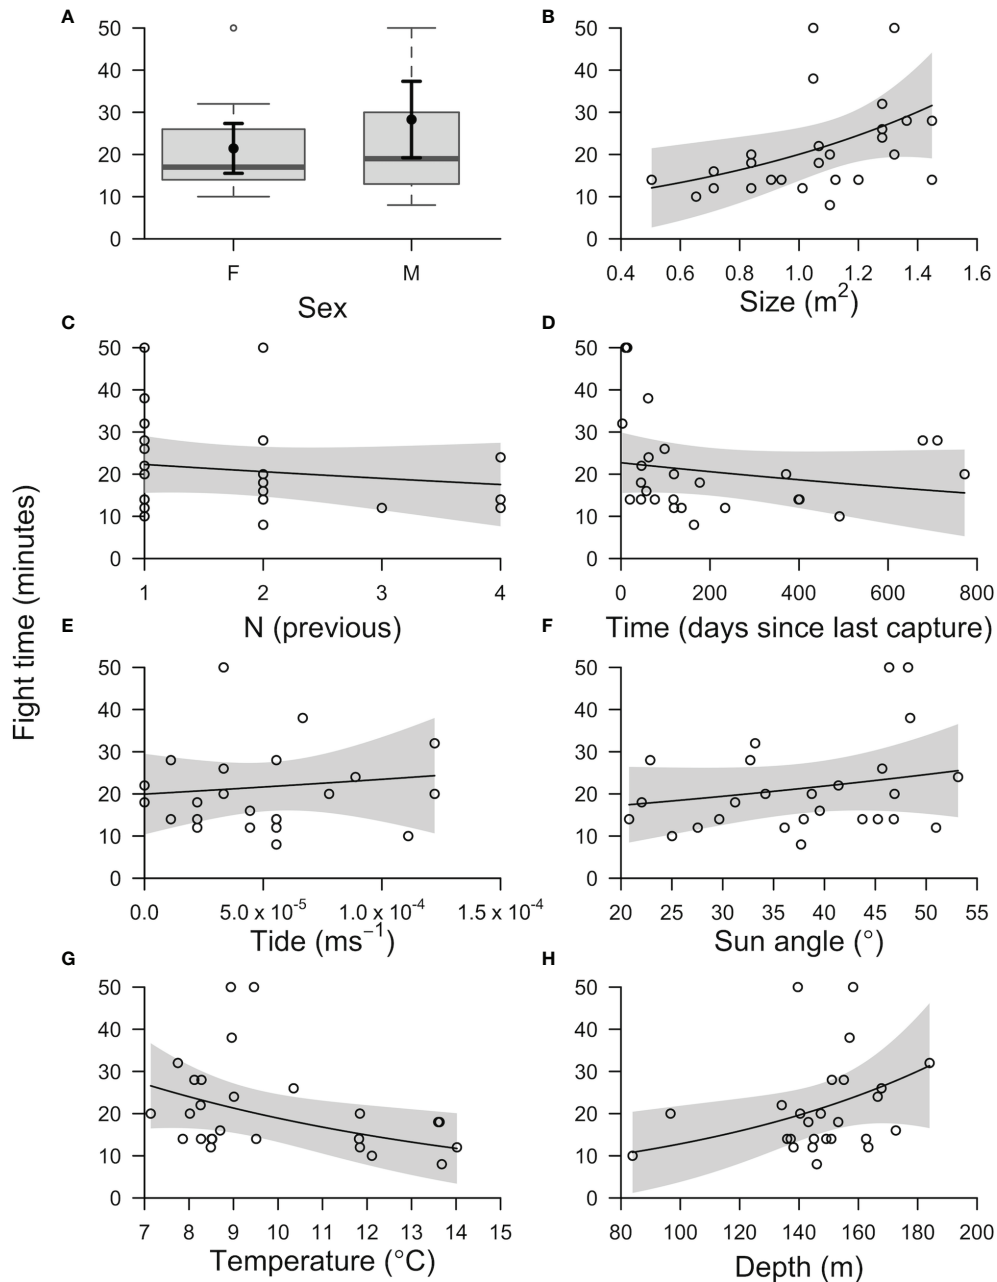 A
50
40
30
20
10
0
F M
Sex
B
50
40
30
20
10
0
0.4 0.6 0.8 1.0 1.2 1.4 1.6
Size (m²)
C
50
40
30
20
10
0
1 2 3 4
N (previous)
D
50
40
30
20
10
0
0 200 400 600 800
Time (days since last capture)
Fight time (minutes)
E
50
40
30
20
10
0
0.0 5.0 x 10⁻⁵ 1.0 x 10⁻⁴ 1.5 x 10⁻⁴
Tide (ms⁻¹)
F
50
40
30
20
10
0
20 25 30 35 40 45 50 55
Sun angle (°)
G
50
40
30
20
10
0
7 8 9 10 11 12 13 14 15
Temperature (°C)
H
50
40
30
20
10
0
80 100 120 140 160 180 200
Depth (m)